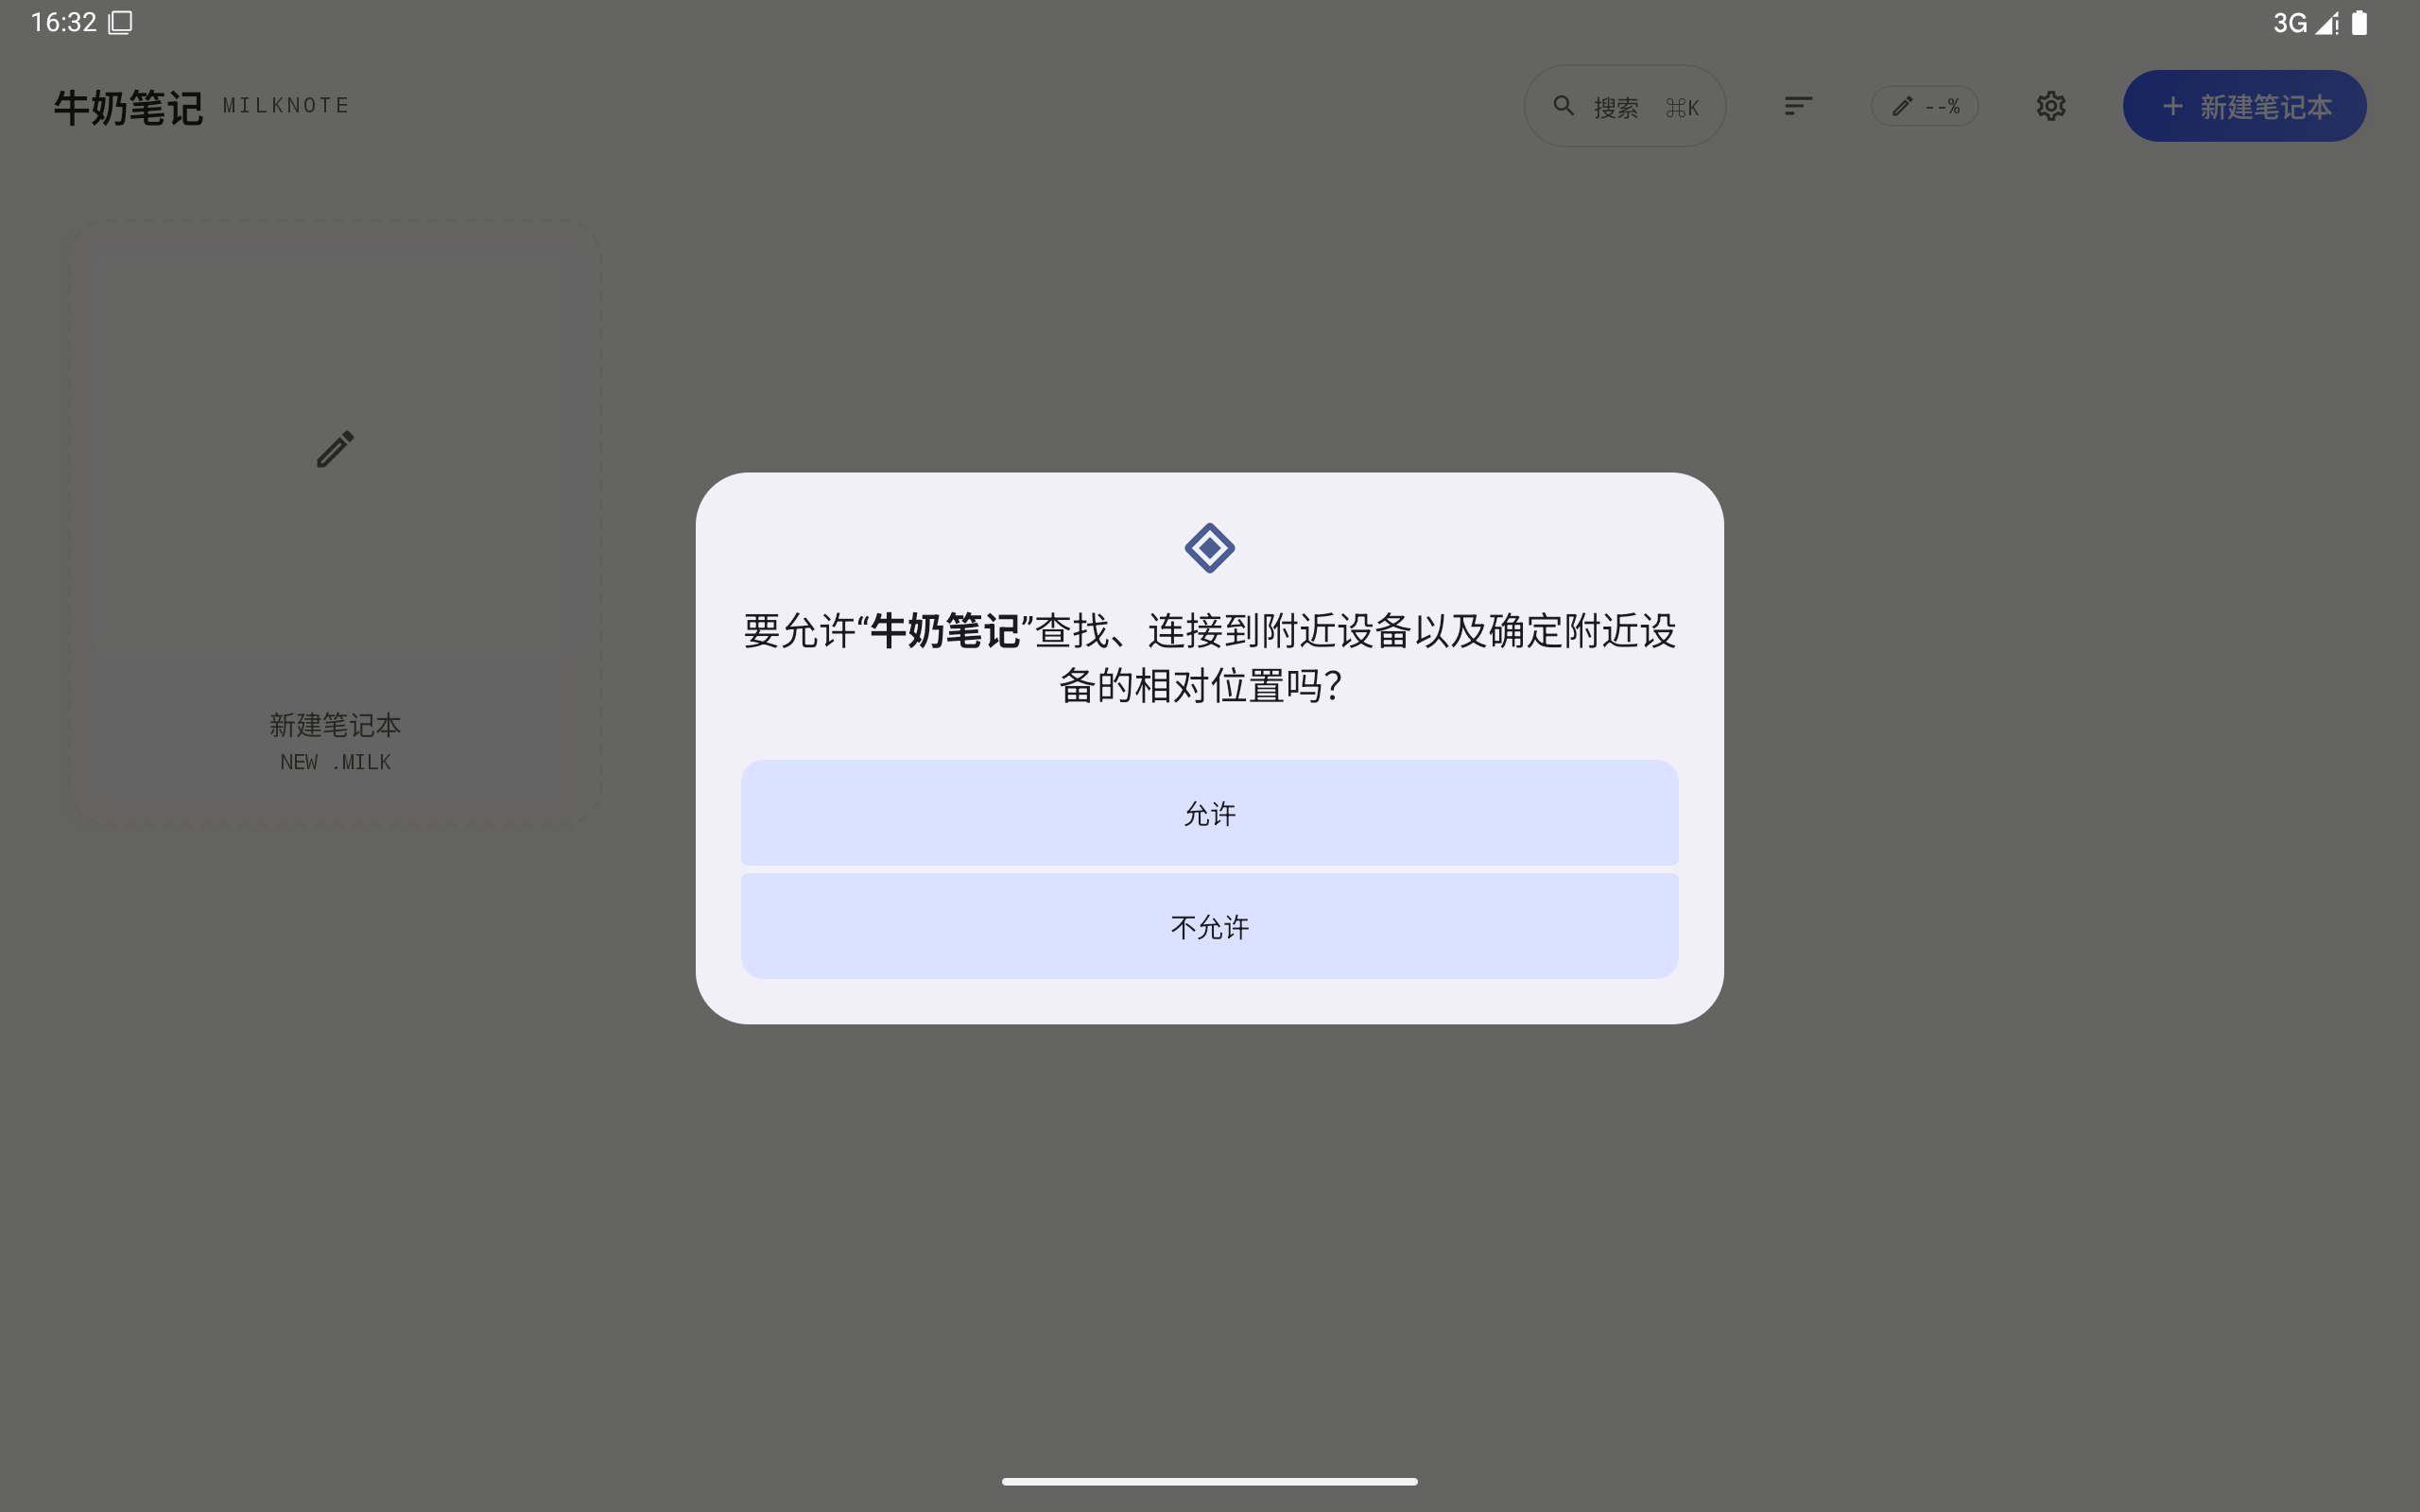 16:32
3G
牛奶笔记 MILKNOTE
搜索 ⌘K
--%
新建笔记本
新建笔记本
NEW .MILK
要允许“牛奶笔记”查找、连接到附近设备以及确定附近设
备的相对位置吗？
允许
不允许